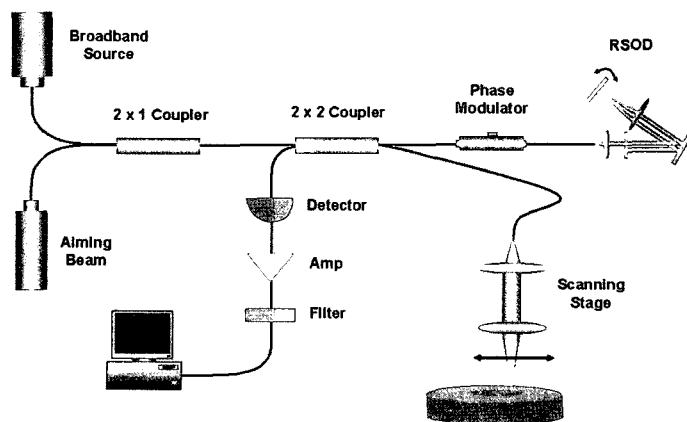 Broadband
Source
RSOD
2 x 1 Coupler
2 x 2 Coupler
Phase
Modulator
Detector
Aiming
Beam
Amp
Scanning
Stage
Filter